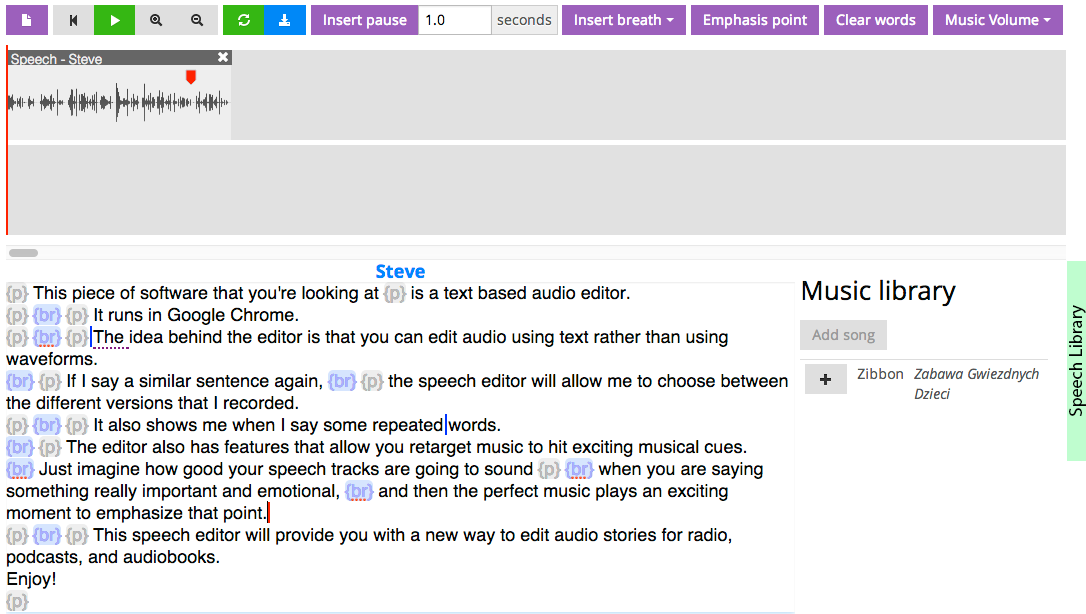 Insert pause 1.0 seconds Insert breath Emphasis point Clear words Music Volume
Speech - Steve
Steve
{p} This piece of software that you're looking at {p} is a text based audio editor.
{p} {br} {p} It runs in Google Chrome.
{p} {br} {p} The idea behind the editor is that you can edit audio using text rather than using
waveforms.
{br} {p} If I say a similar sentence again, {br} {p} the speech editor will allow me to choose between
the different versions that I recorded.
{p} {br} {p} It also shows me when I say some repeated words.
{br} {p} The editor also has features that allow you retarget music to hit exciting musical cues.
{br} Just imagine how good your speech tracks are going to sound {p} {br} when you are saying
something really important and emotional, {br} and then the perfect music plays an exciting
moment to emphasize that point.
{p} {br} {p} This speech editor will provide you with a new way to edit audio stories for radio,
podcasts, and audiobooks.
Enjoy!
{p}
Music library
Add song
Zibbon Zabawa Gwiezdnych
Dzieci
Speech Library